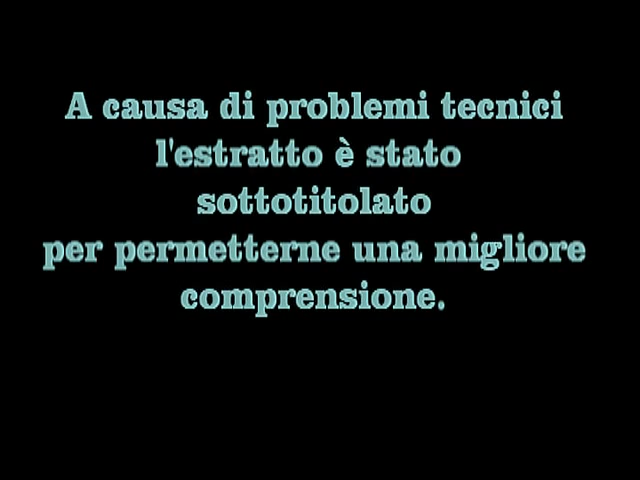 A causa di problemi tecnici
l'estratto è stato
sottotitolato
per permetterne una migliore
comprensione.